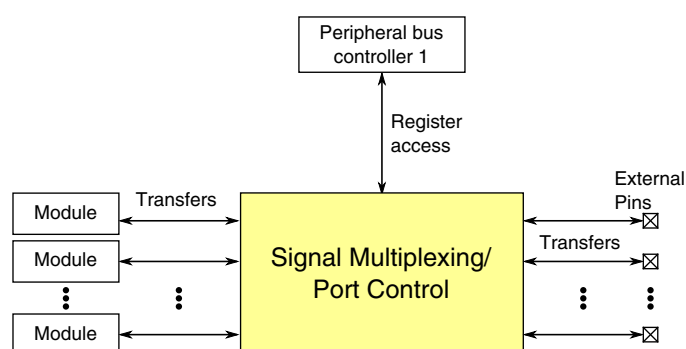 Peripheral bus
controller 1
Register
access
External
Pins
Module
Transfers
Module
Transfers
Signal Multiplexing/
Port Control
Module